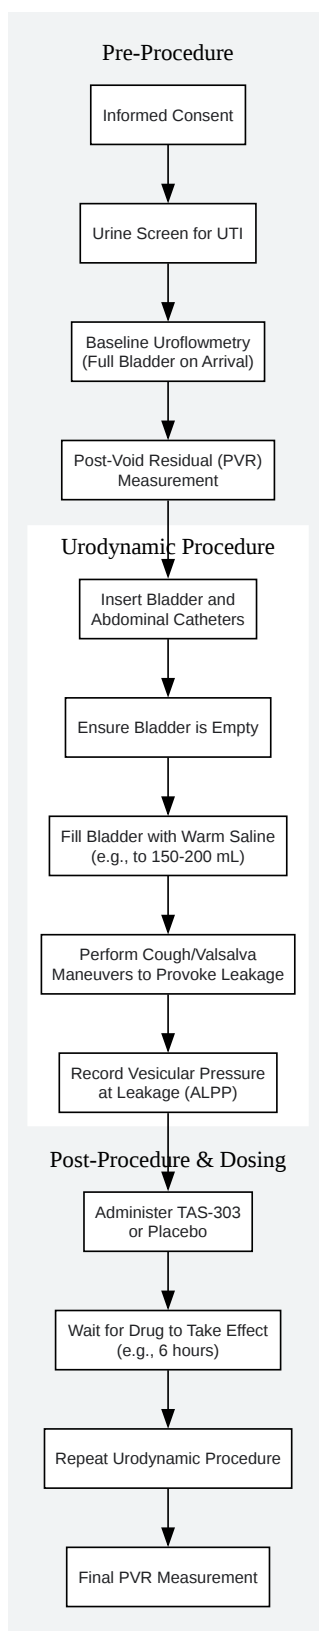 Pre-Procedure
Informed Consent
Urine Screen for UTI
Baseline Uroflowmetry
(Full Bladder on Arrival)
Post-Void Residual (PVR)
Measurement
Urodynamic Procedure
Insert Bladder and
Abdominal Catheters
Ensure Bladder is Empty
Fill Bladder with Warm Saline
(e.g., to 150-200 mL)
Perform Cough/Valsalva
Maneuvers to Provoke Leakage
Record Vesicular Pressure
at Leakage (ALPP)
Post-Procedure & Dosing
Administer TAS-303
or Placebo
Wait for Drug to Take Effect
(e.g., 6 hours)
Repeat Urodynamic Procedure
Final PVR Measurement